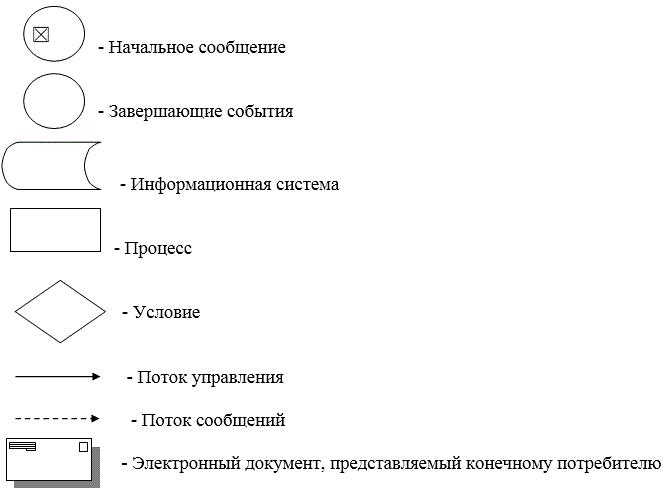 - Начальное сообщение
- Завершающие события
- Информационная система
- Процесс
- Условие
- Поток управления
- Поток сообщений
- Электронный документ, представляемый конечному потребителю